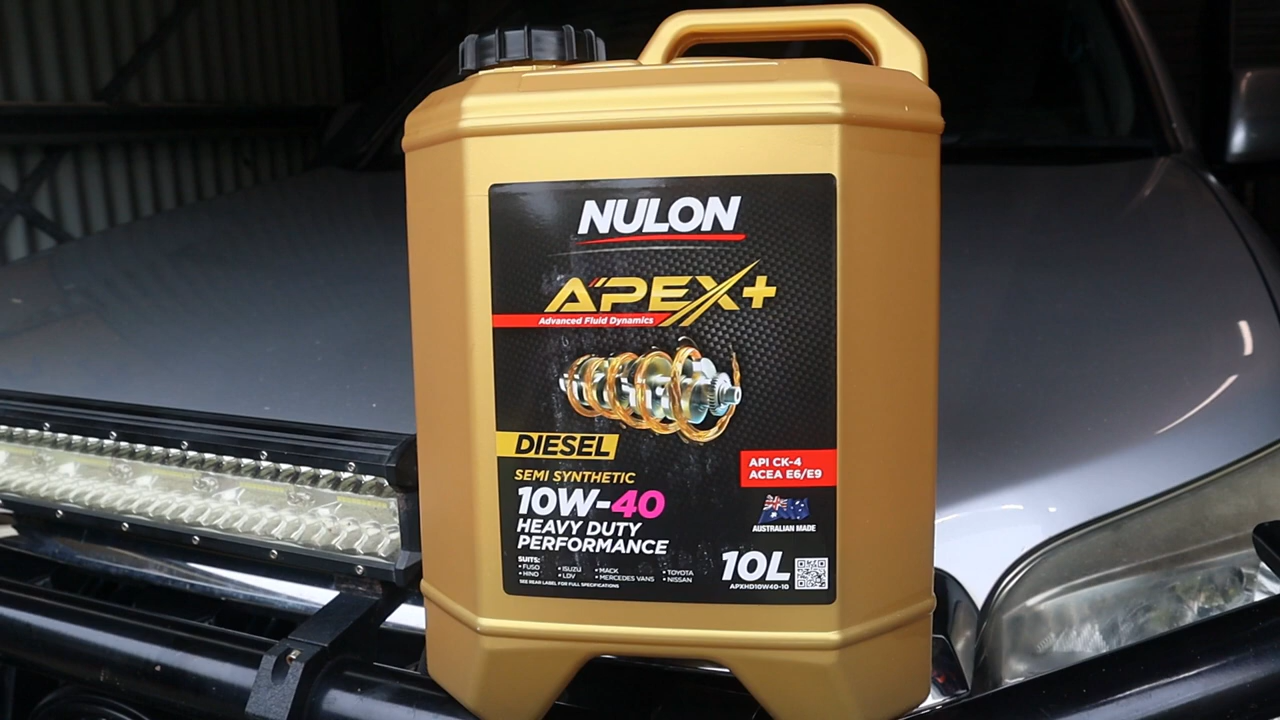 NULON
APEX+
Advanced Fluid Dynamics
DIESEL
SEMI SYNTHETIC
10W-40
HEAVY DUTY
PERFORMANCE
API CK-4
ACEA E6/E9
AUSTRALIAN MADE
SUITS:
• FUSO • ISUZU • MACK • TOYOTA
• HINO • LDV • MERCEDES VANS • NISSAN
SEE REAR LABEL FOR FULL SPECIFICATIONS
10L
APXHD10W40-10